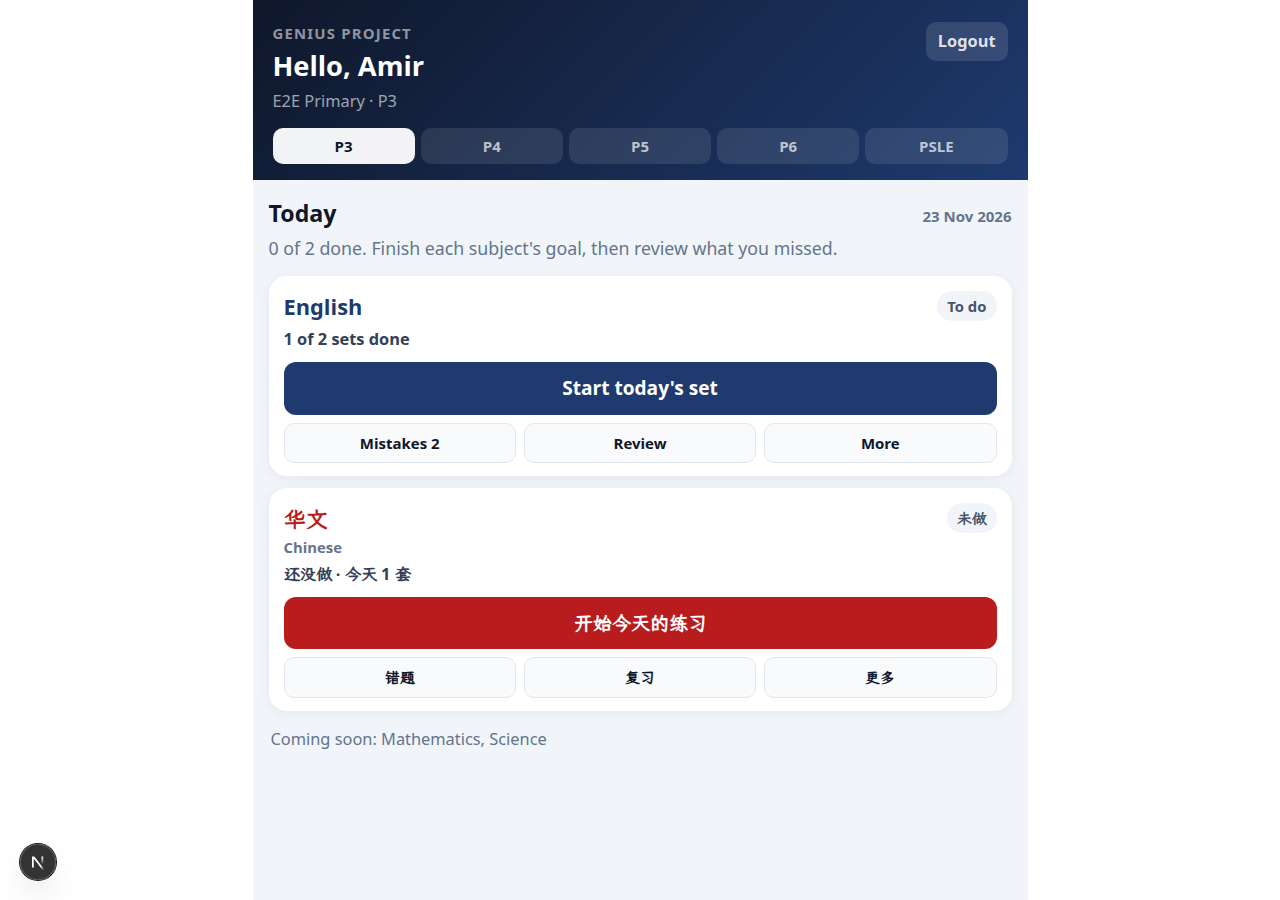 GENIUS PROJECT
Logout
Hello, Amir
E2E Primary · P3
P3 P4 P5 P6 PSLE
Today
23 Nov 2026
0 of 2 done. Finish each subject's goal, then review what you missed.
English
To do
1 of 2 sets done
Start today's set
Mistakes 2 Review More
华文
未做
Chinese
还没做 · 今天 1 套
开始今天的练习
错题 复习 更多
Coming soon: Mathematics, Science
N